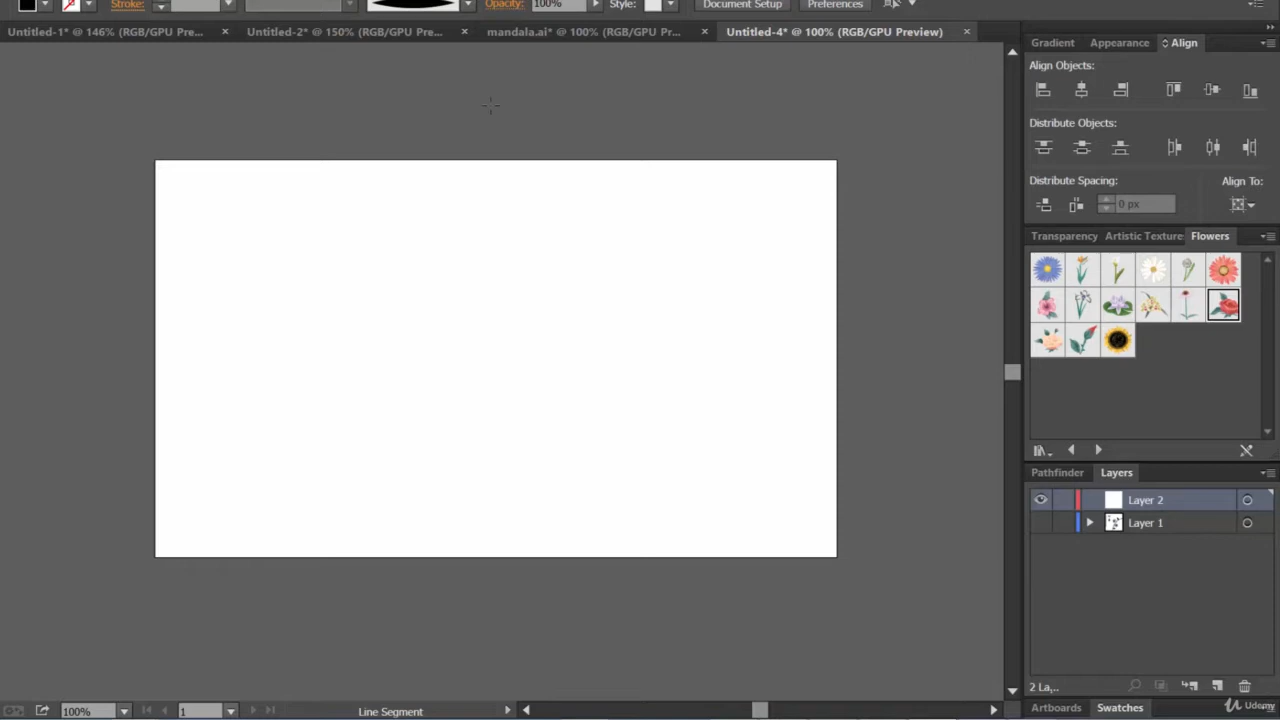 Stroke:
Opacity: 100%
Style:
Document Setup
Preferences
Untitled-1* @ 146% (RGB/GPU Pre...
Untitled-2* @ 150% (RGB/GPU Pre...
mandala.ai* @ 100% (RGB/GPU Pr...
Untitled-4* @ 100% (RGB/GPU Preview)
Gradient
Appearance
Align
Align Objects:
Distribute Objects:
Distribute Spacing:
Align To:
0 px
Transparency
Artistic Texture
Flowers
Pathfinder
Layers
Layer 2
Layer 1
2 La...
100%
1
Line Segment
Artboards
Swatches
Udemy